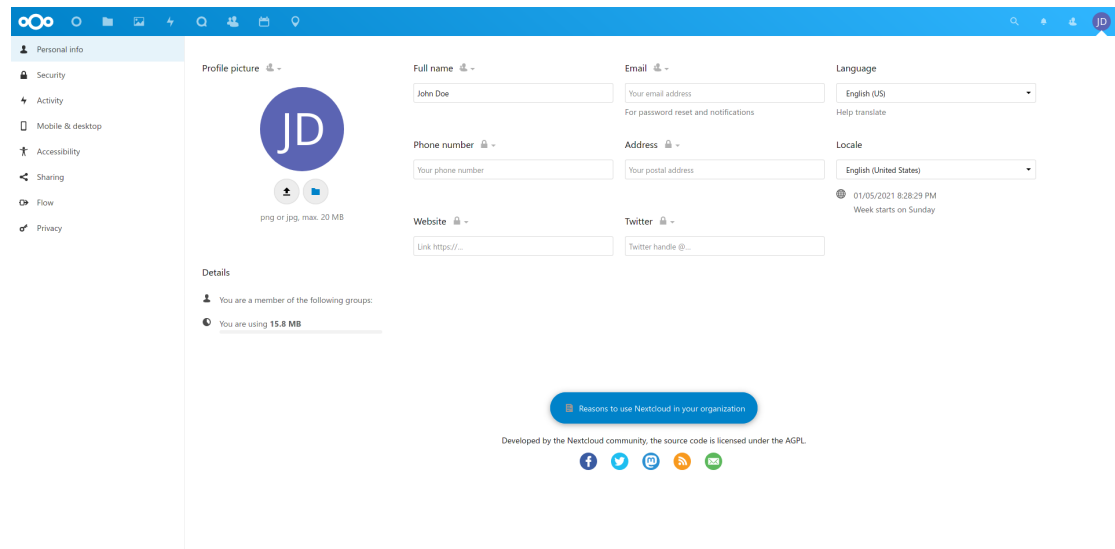 JD
Personal info
Security
Activity
Mobile & desktop
Accessibility
Sharing
Flow
Privacy
Profile picture
JD
png or jpg, max. 20 MB
Full name
John Doe
Email
Your email address
For password reset and notifications
Language
English (US)
Help translate
Phone number
Your phone number
Address
Your postal address
Locale
English (United States)
01/05/2021 8:28:29 PM
Week starts on Sunday
Website
Link https://...
Twitter
Twitter handle @...
Details
You are a member of the following groups:
You are using 15.8 MB
Reasons to use Nextcloud in your organization
Developed by the Nextcloud community, the source code is licensed under the AGPL.